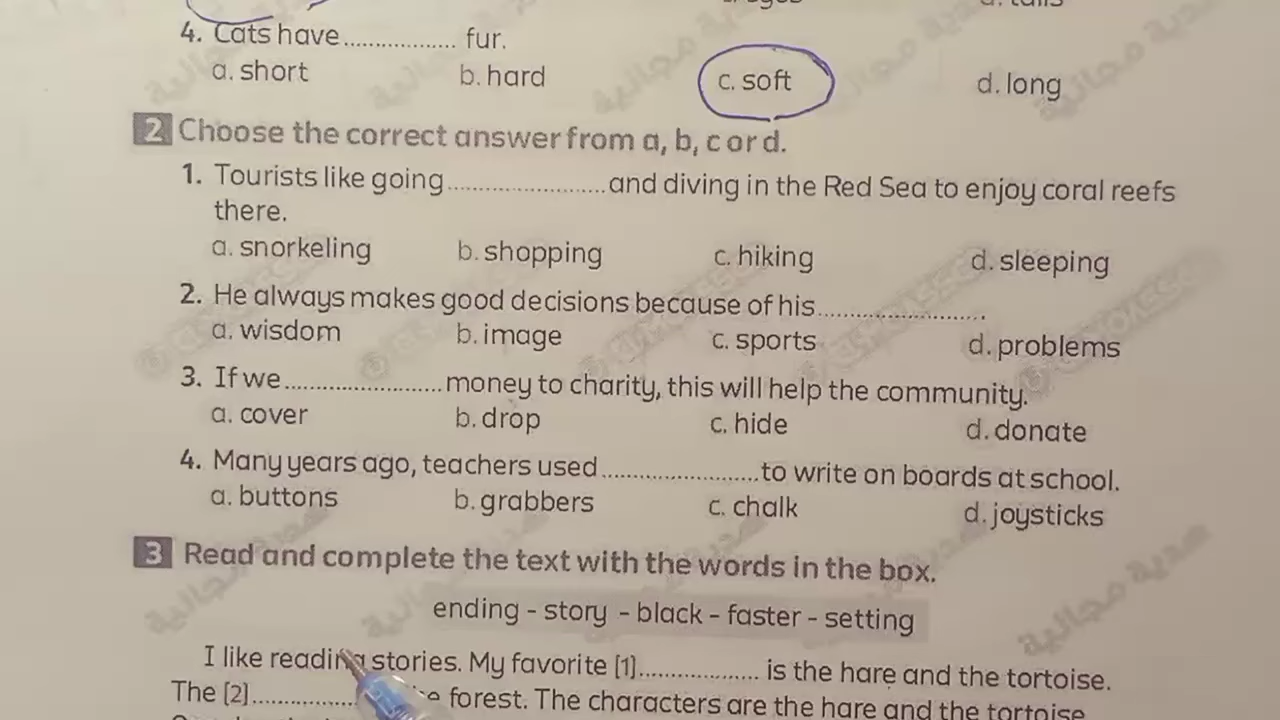 4. Cats have.................. fur.
a. short b. hard c. soft d. long
2 Choose the correct answer from a, b, c or d.
1. Tourists like going.........................and diving in the Red Sea to enjoy coral reefs
there.
a. snorkeling b. shopping c. hiking d. sleeping
2. He always makes good decisions because of his...........................
a. wisdom b. image c. sports d. problems
3. If we.........................money to charity, this will help the community.
a. cover b. drop c. hide d. donate
4. Many years ago, teachers used.........................to write on boards at school.
a. buttons b. grabbers c. chalk d. joysticks
3 Read and complete the text with the words in the box.
ending - story - black - faster - setting
I like reading stories. My favorite [1]................... is the hare and the tortoise.
The [2]................ forest. The characters are the hare and the tortoise.
هدية مجانية